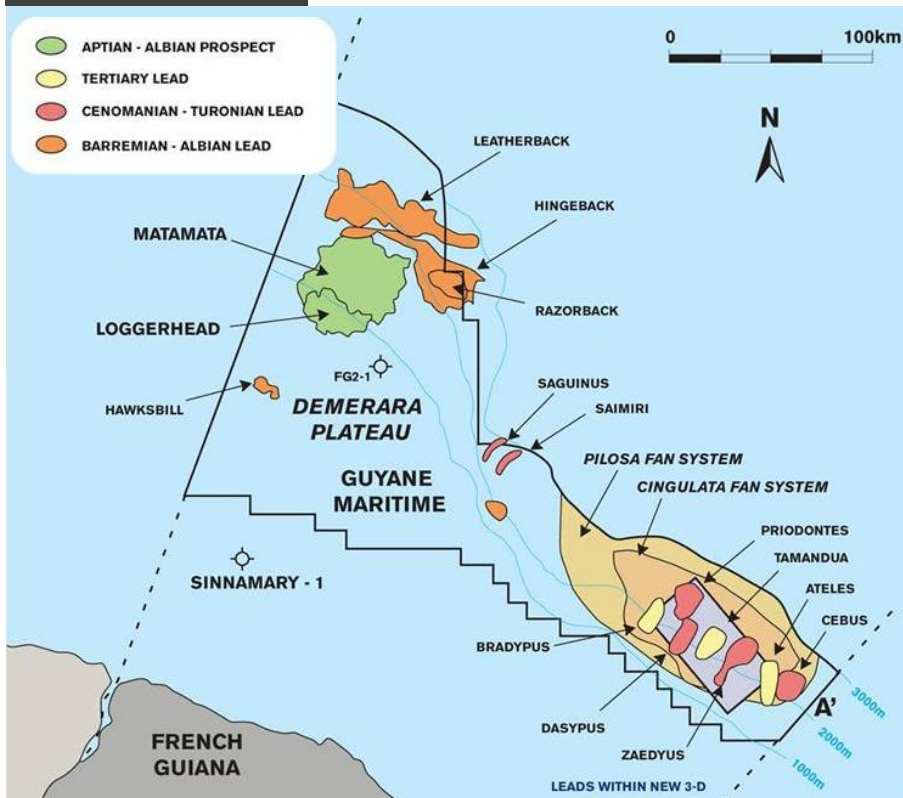 APTIAN - ALBIAN PROSPECT
TERTIARY LEAD
CENOMANIAN - TURONIAN LEAD
BARREMIAN - ALBIAN LEAD
0 100km
N
LEATHERBACK
HINGEBACK
MATAMATA
RAZORBACK
LOGGERHEAD
FG2-1
SAGUINUS
HAWKSBILL
DEMERARA
PLATEAU
SAIMIRI
PILOSA FAN SYSTEM
GUYANE
MARITIME
CINGULATA FAN SYSTEM
PRIODONTES
TAMANDUA
SINNAMARY - 1
ATELES
CEBUS
BRADYPUS
DASYPUS
ZAEDYUS
A'
3000m
2000m
1000m
FRENCH
GUIANA
LEADS WITHIN NEW 3-D